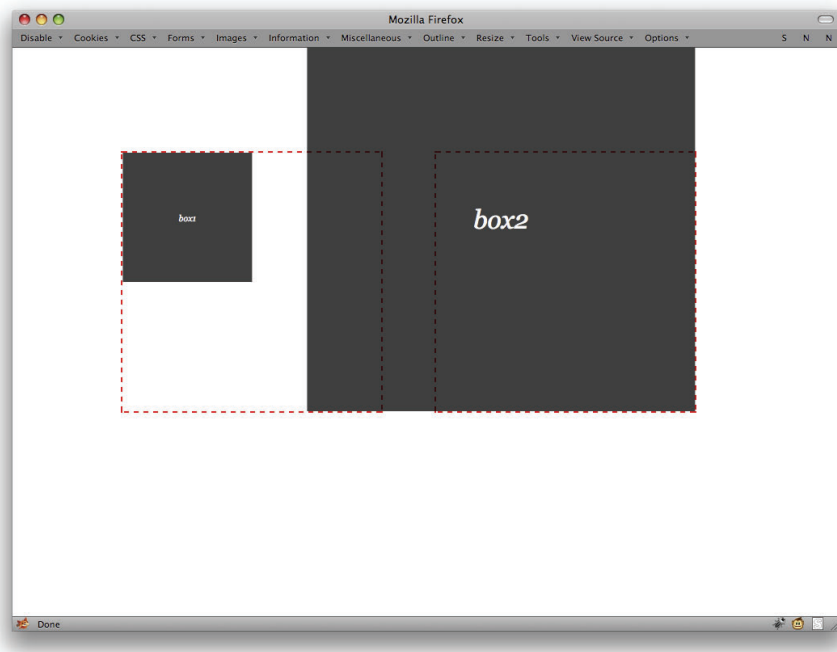 Mozilla Firefox
Disable Cookies CSS Forms Images Information Miscellaneous Outline Resize Tools View Source Options S N N
box1
box2
Done